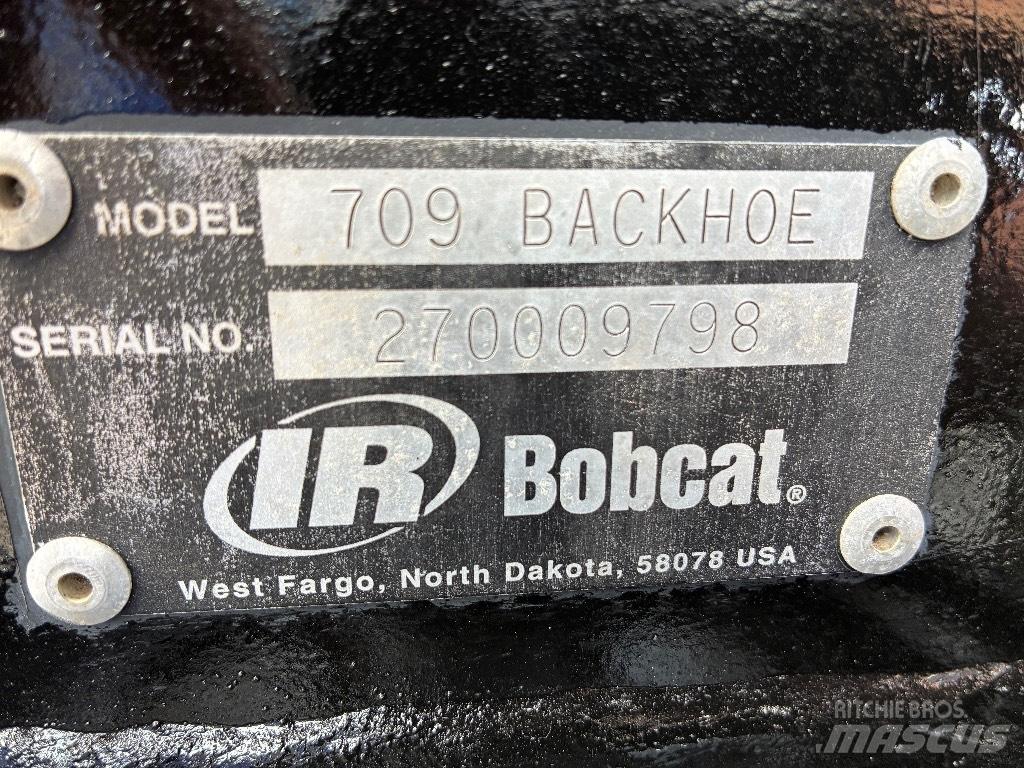 MODEL 709 BACKHOE
SERIAL NO. 270009798
IR Bobcat®
West Fargo, North Dakota, 58078 USA
RITCHIE BROS.
MASCUS